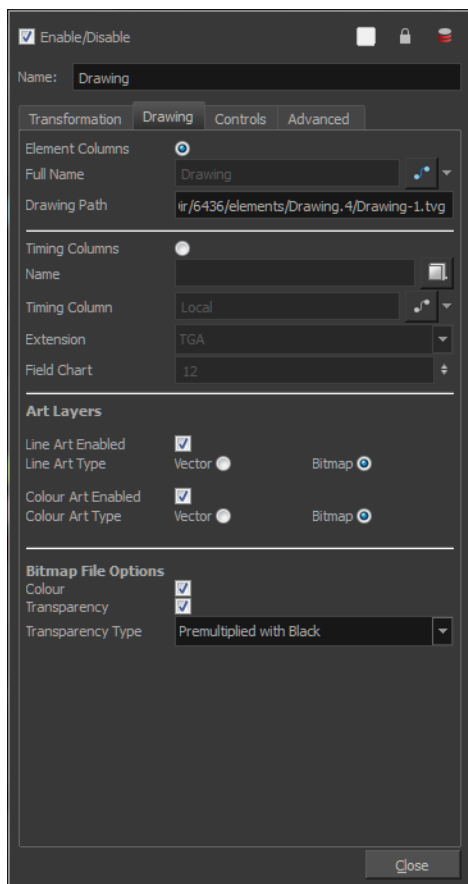 Enable/Disable
Name: Drawing
Transformation Drawing Controls Advanced
Element Columns
Full Name Drawing
Drawing Path ir/6436/elements/Drawing.4/Drawing-1.tvg
Timing Columns
Name
Timing Column Local
Extension TGA
Field Chart 12
Art Layers
Line Art Enabled
Line Art Type Vector Bitmap
Colour Art Enabled
Colour Art Type Vector Bitmap
Bitmap File Options
Colour
Transparency
Transparency Type Premultiplied with Black
Close